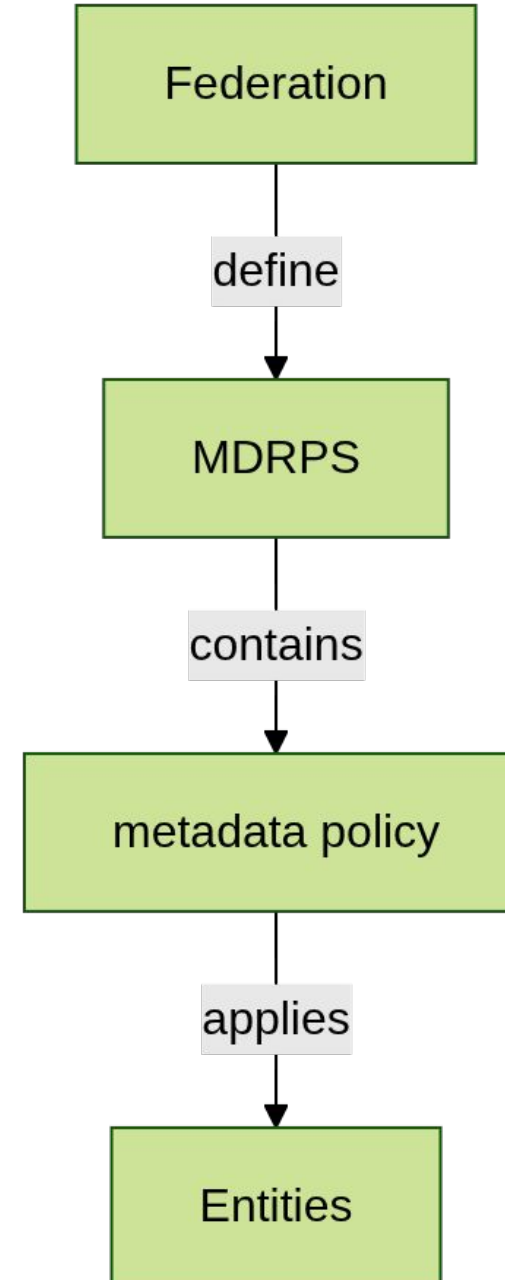 Federation
define
MDRPS
contains
metadata policy
applies
Entities